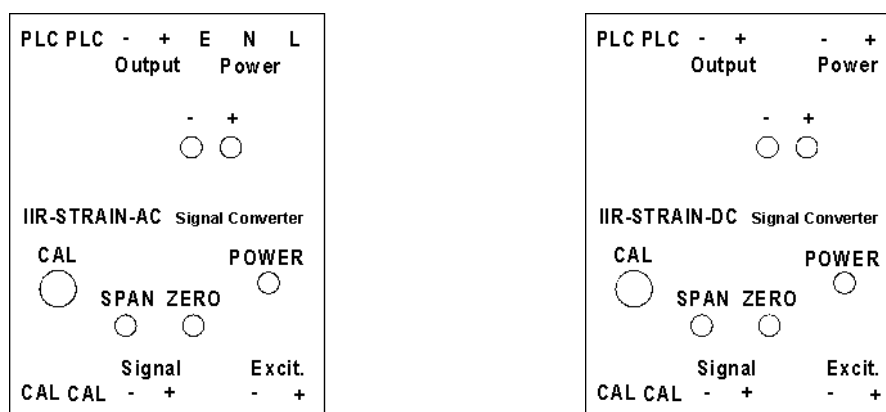 PLC PLC - + E N L
Output Power
- +
IIR-STRAIN-AC Signal Converter
CAL POWER
SPAN ZERO
Signal Excit.
CAL CAL - + - +
PLC PLC - + - +
Output Power
- +
IIR-STRAIN-DC Signal Converter
CAL POWER
SPAN ZERO
Signal Excit.
CAL CAL - + - +